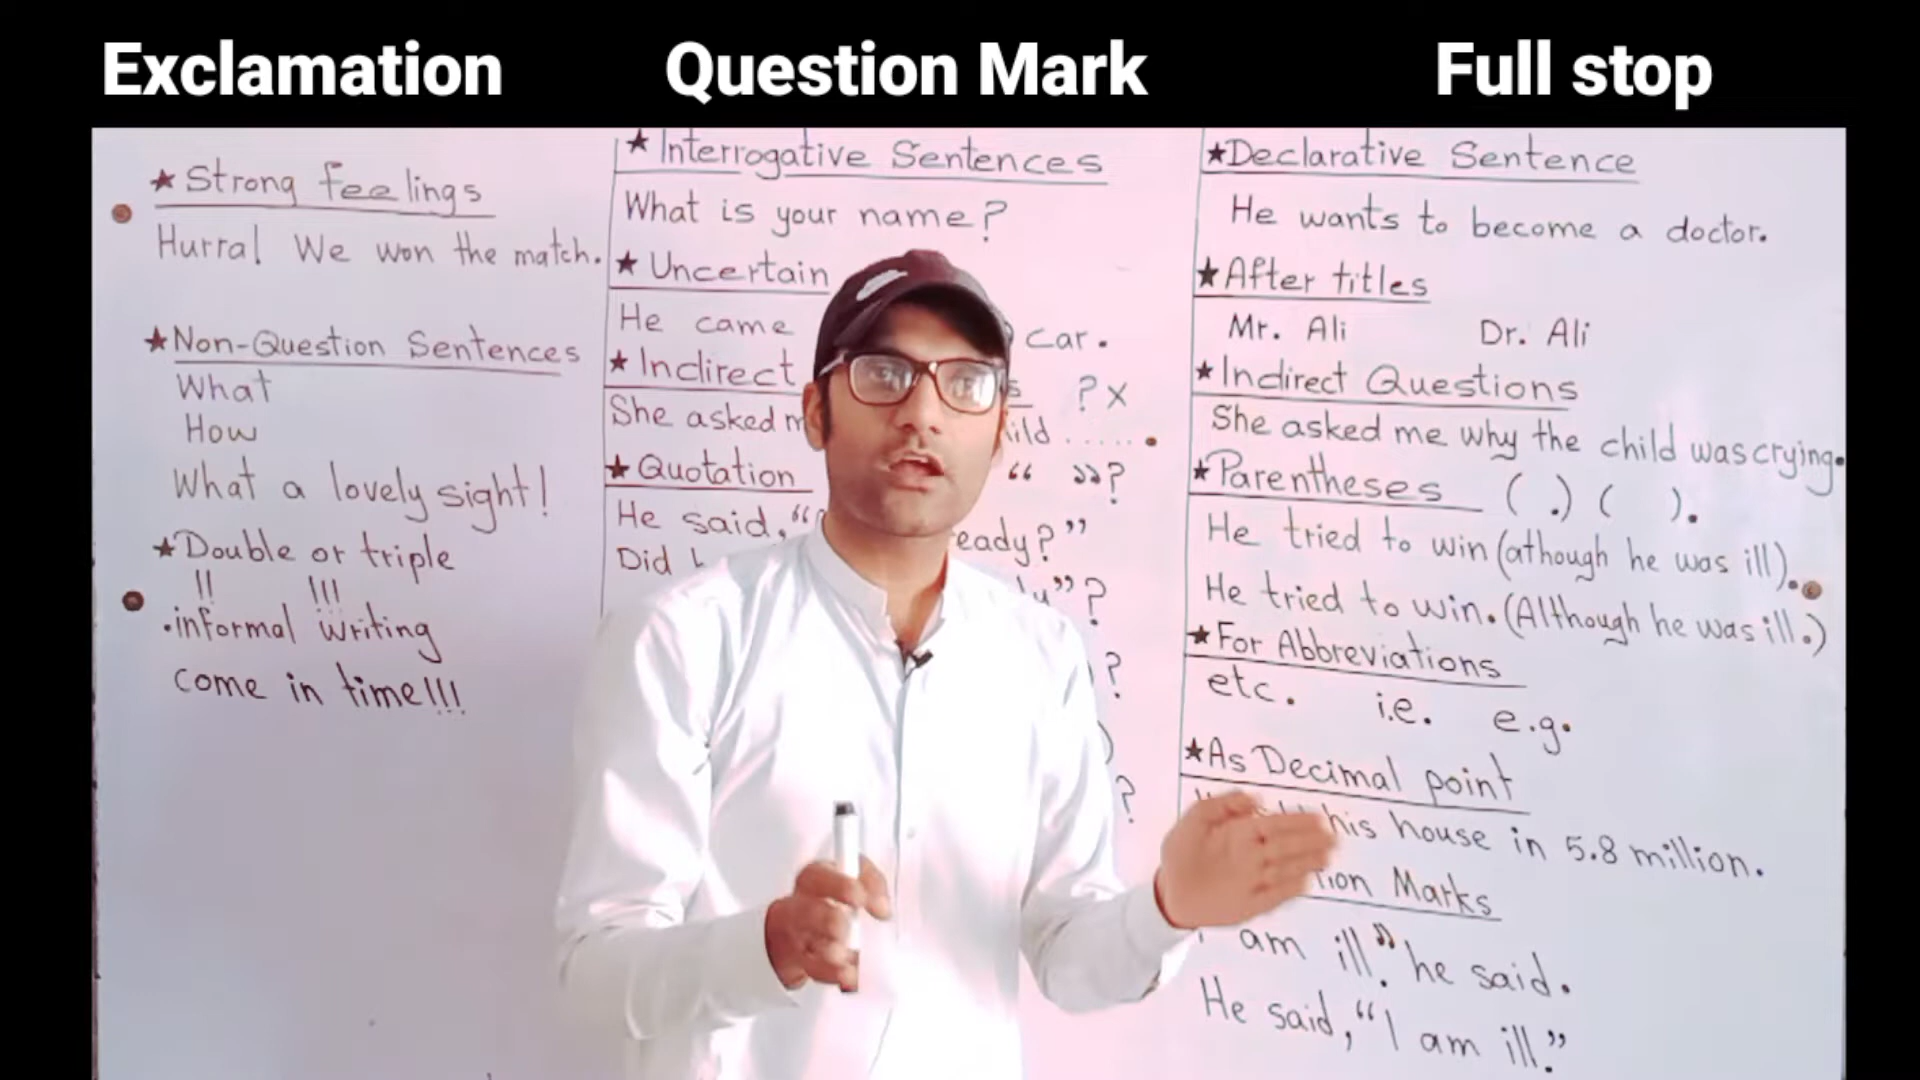 Exclamation
Question Mark
Full stop
★ Strong feelings
Hurra! We won the match.
★ Non-Question Sentences
What
How
What a lovely sight!
★ Double or triple
!! !!!
.informal writing
come in time!!!
★ Interrogative Sentences
What is your name?
★ Uncertain
He came car.
★ Indirect ? x
She asked .....
★ Quotation “ ”?
He said, “ ?”
Did ”?
?
)
?
★ Declarative Sentence
He wants to become a doctor.
★ After titles
Mr. Ali Dr. Ali
★ Indirect Questions
She asked me why the child was crying.
★ Parentheses (.) ( ).
He tried to win (athough he was ill).
He tried to win. (Although he was ill.)
★ For Abbreviations
etc. i.e. e.g.
★ As Decimal point
his house in 5.8 million.
Marks
am ill.” he said.
He said, “I am ill.”